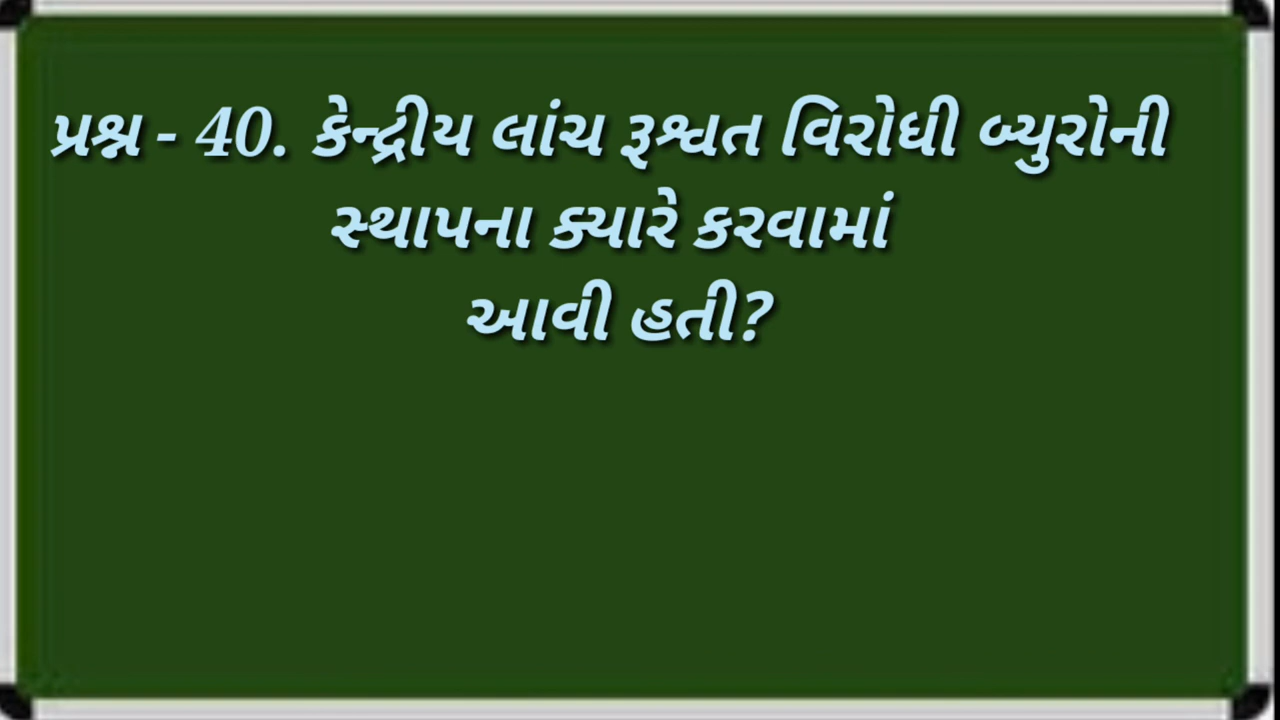 પ્રશ્ન - 40. કેન્દ્રીય લાંચ રૂશ્વત વિરોધી બ્યુરોની
સ્થાપના ક્યારે કરવામાં
આવી હતી?